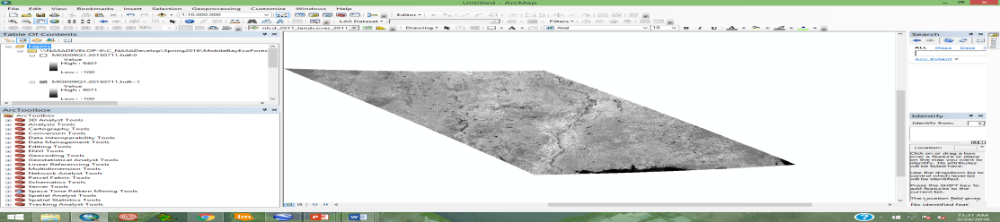 Untitled - ArcMap
File Edit View Bookmarks Insert Selection Geoprocessing Customize Windows Help
1:10,000,000
Editor
LAS Dataset
Filters
nlcd_2011_landcover_2011
Drawing
Arial
10
B I U A
Table Of Contents
Layers
\\NASADEVELOP-6\C_NASADevelop\Spring2016\MobileBayEcoForec
MOD09Q1.20150711.hdf:0
Value
High : 9401
Low : -100
MOD09Q1.20150711.hdf:-1
Value
High : 9071
Low : -100
ArcToolbox
ArcToolbox
3D Analyst Tools
Analysis Tools
Cartography Tools
Conversion Tools
Data Interoperability Tools
Data Management Tools
Editing Tools
ENVI Tools
Geocoding Tools
Geostatistical Analyst Tools
Linear Referencing Tools
Multidimension Tools
Network Analyst Tools
Parcel Fabric Tools
Schematics Tools
Server Tools
Space Time Pattern Mining Tools
Spatial Analyst Tools
Spatial Statistics Tools
Tracking Analyst Tools
Search
ALL Maps Data T
Any Extent
Identify
Identify from:
Location:
Click on or drag a box
over a feature or place
on the map you want to
identify. Its attributes
will be listed here.
Use the dropdown list to
control which layer(s)
will be identified.
Press the SHIFT key to
add features to the
current list.
The Location field gives
No identified feat
11:31 AM
2/24/2016